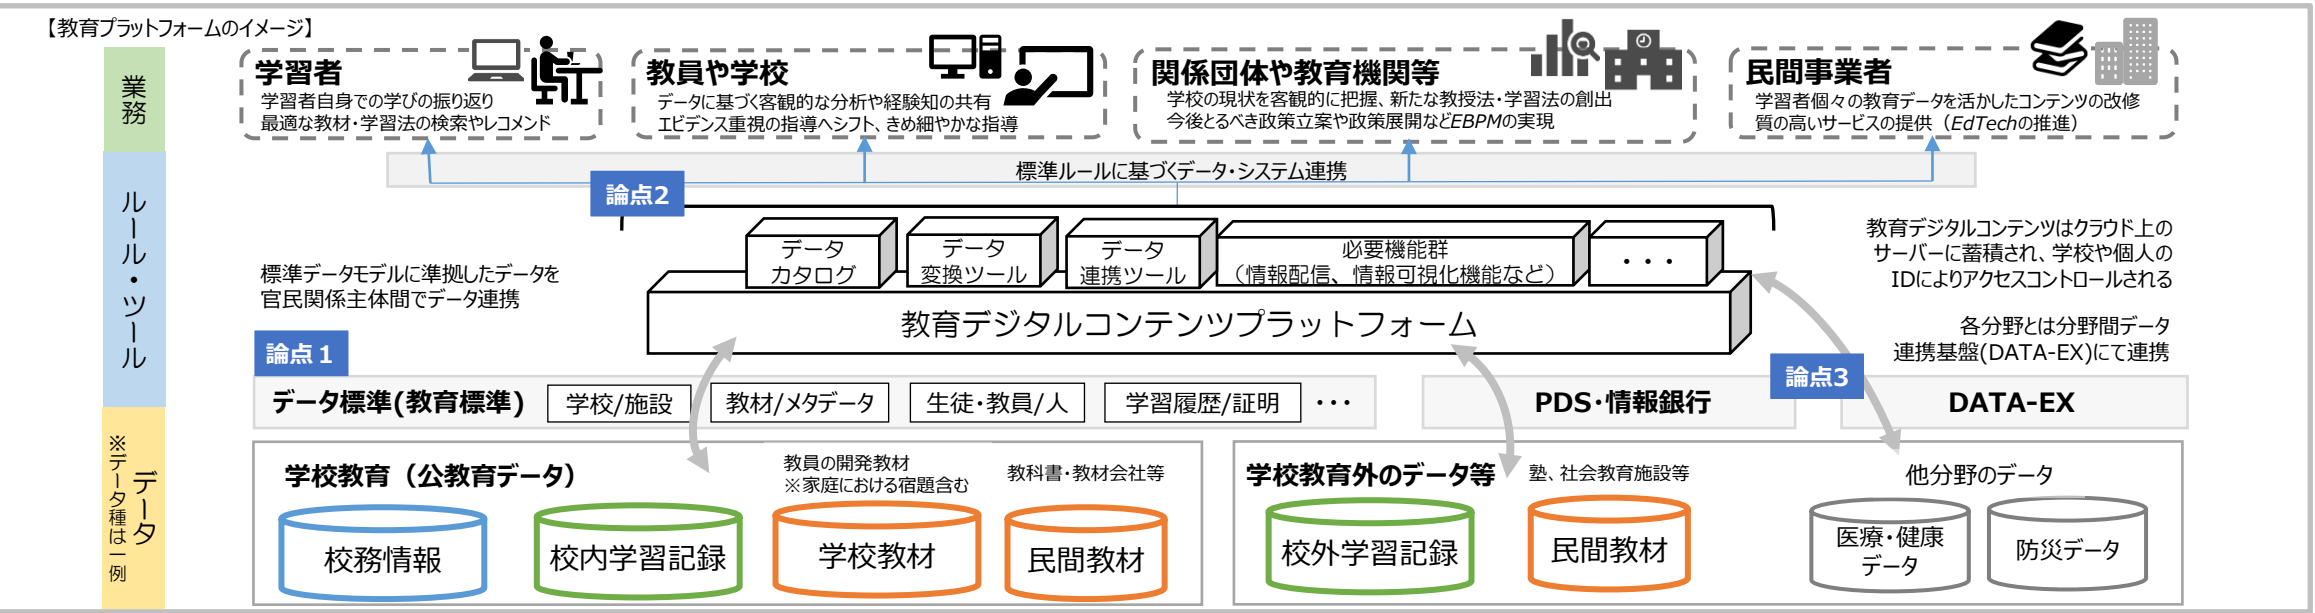 【教育プラットフォームのイメージ】
業務
学習者
学習者自身での学びの振り返り
最適な教材・学習法の検索やレコメンド
教員や学校
データに基づく客観的な分析や経験知の共有
エビデンス重視の指導へシフト、きめ細やかな指導
関係団体や教育機関等
学校の現状を客観的に把握、新たな教授法・学習法の創出
今後とるべき政策立案や政策展開などEBPMの実現
民間事業者
学習者個々の教育データを活かしたコンテンツの改修
質の高いサービスの提供（EdTechの推進）
ルール・ツール
標準ルールに基づくデータ・システム連携
論点2
データ
カタログ
データ
変換ツール
データ
連携ツール
必要機能群
（情報配信、情報可視化機能など）
・・・
教育デジタルコンテンツプラットフォーム
標準データモデルに準拠したデータを
官民関係主体間でデータ連携
教育デジタルコンテンツはクラウド上の
サーバーに蓄積され、学校や個人の
IDによりアクセスコントロールされる
各分野とは分野間データ
連携基盤(DATA-EX)にて連携
論点１
論点3
データ標準(教育標準)
学校/施設
教材/メタデータ
生徒・教員/人
学習履歴/証明
・・・
PDS・情報銀行
DATA-EX
データ
※データ種は一例
学校教育（公教育データ）
教員の開発教材
※家庭における宿題含む
教科書・教材会社等
校務情報
校内学習記録
学校教材
民間教材
学校教育外のデータ等
塾、社会教育施設等
他分野のデータ
校外学習記録
民間教材
医療・健康
データ
防災データ